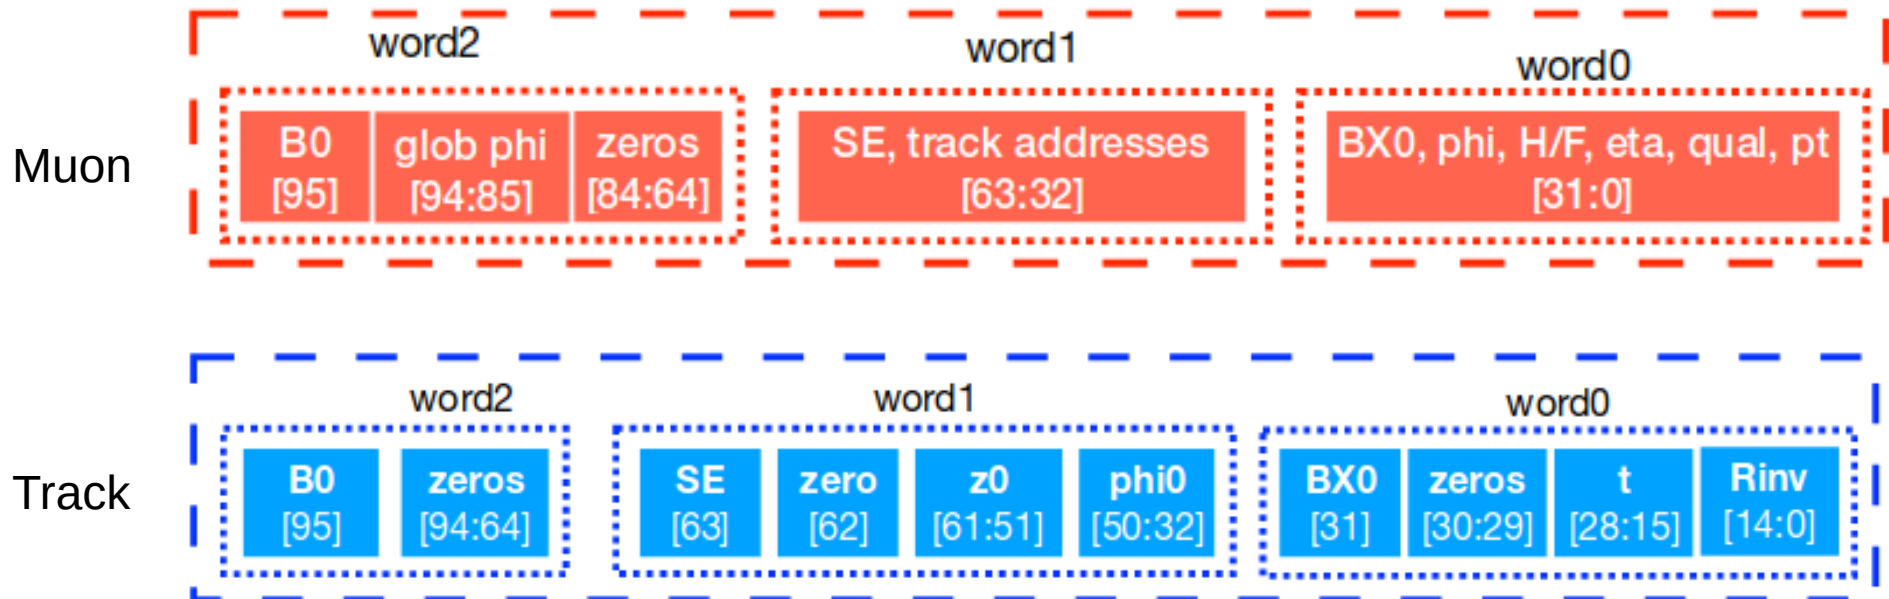 word2 word1 word0
Muon
B0 glob phi zeros SE, track addresses BX0, phi, H/F, eta, qual, pt
[95] [94:85] [84:64] [63:32] [31:0]
word2 word1 word0
Track
B0 zeros SE zero z0 phi0 BX0 zeros t Rinv
[95] [94:64] [63] [62] [61:51] [50:32] [31] [30:29] [28:15] [14:0]